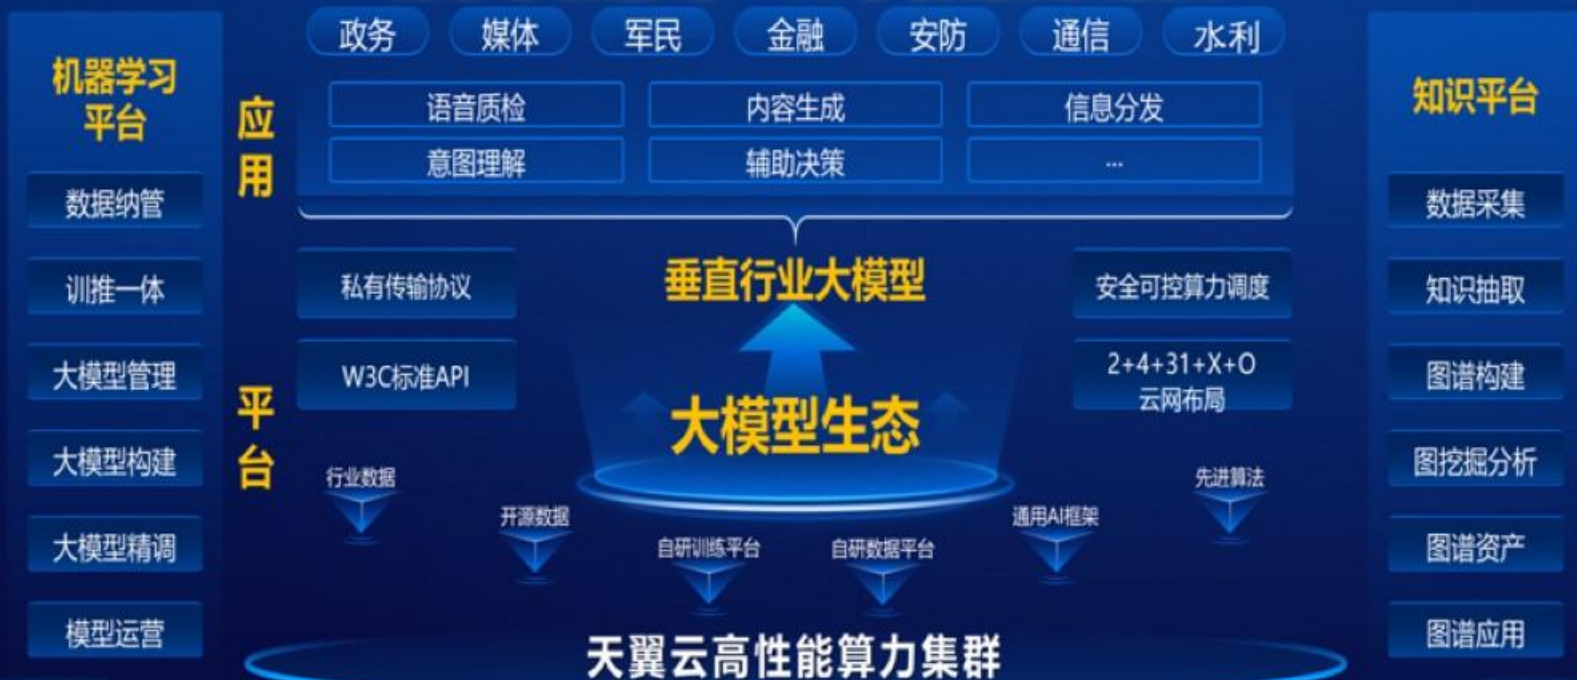 机器学习
平台
数据纳管
训推一体
大模型管理
大模型构建
大模型精调
模型运营
应用
政务
媒体
军民
金融
安防
通信
水利
语音质检
内容生成
信息分发
意图理解
辅助决策
...
平台
私有传输协议
W3C标准API
垂直行业大模型
大模型生态
安全可控算力调度
2+4+31+X+O
云网布局
行业数据
开源数据
自研训练平台
自研数据平台
通用AI框架
先进算法
天翼云高性能算力集群
知识平台
数据采集
知识抽取
图谱构建
图挖掘分析
图谱资产
图谱应用